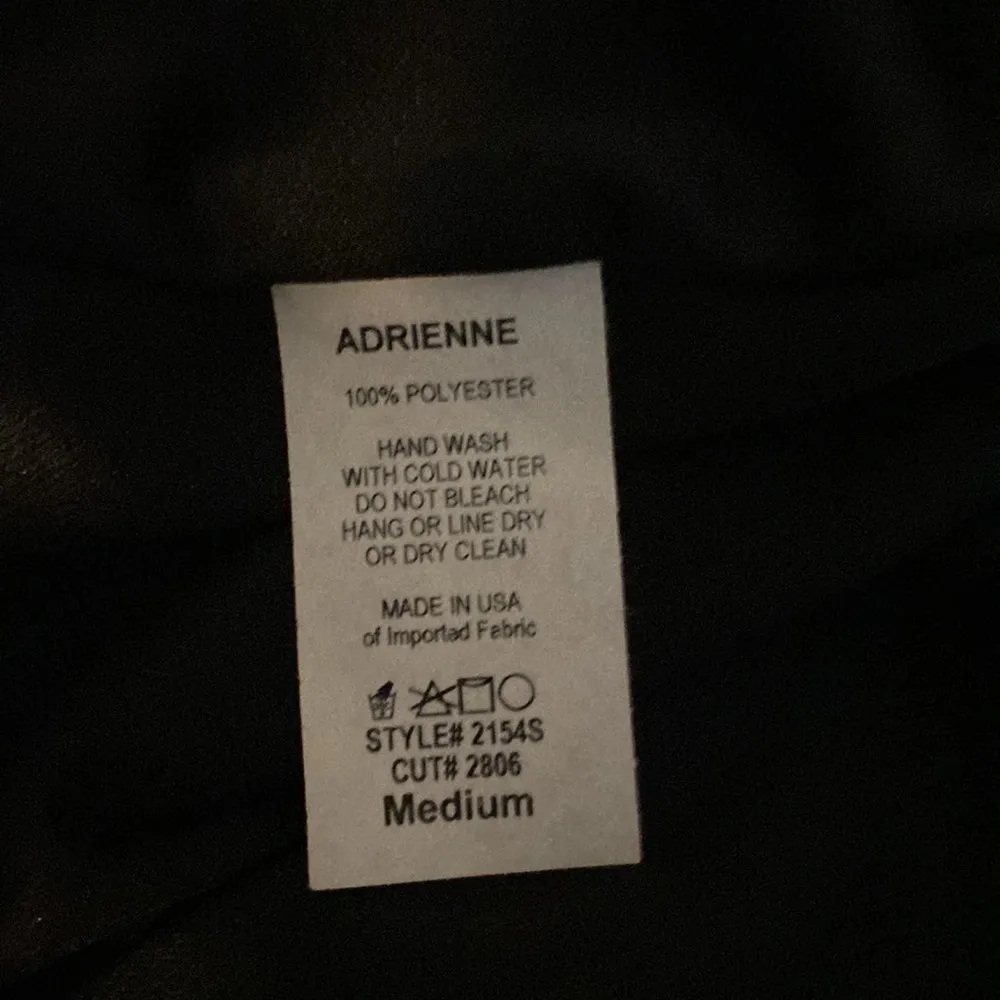 ADRIENNE
100% POLYESTER
HAND WASH
WITH COLD WATER
DO NOT BLEACH
HANG OR LINE DRY
OR DRY CLEAN
MADE IN USA
of Imported Fabric
STYLE# 2154S
CUT# 2806
Medium